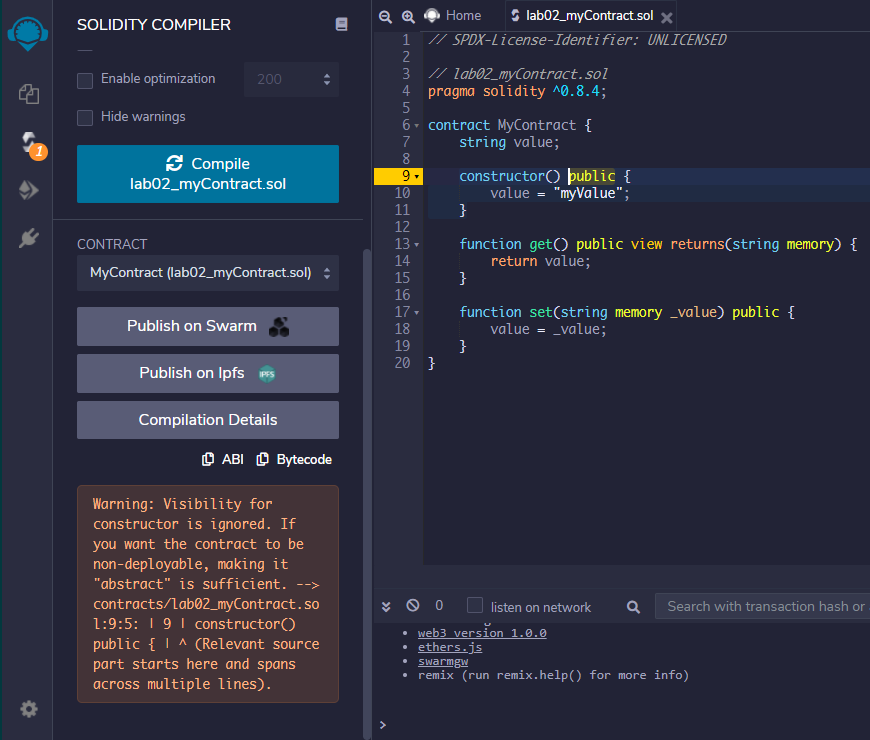 SOLIDITY COMPILER
Enable optimization
200
Hide warnings
Compile
lab02_myContract.sol
1
CONTRACT
MyContract (lab02_myContract.sol)
Publish on Swarm
Publish on Ipfs
IPFS
Compilation Details
ABI
Bytecode
Warning: Visibility for
constructor is ignored. If
you want the contract to be
non-deployable, making it
"abstract" is sufficient. -->
contracts/lab02_myContract.so
l:9:5: | 9 | constructor()
public { | ^ (Relevant source
part starts here and spans
across multiple lines).
Home
lab02_myContract.sol
1 // SPDX-License-Identifier: UNLICENSED
2
3 // lab02_myContract.sol
4 pragma solidity ^0.8.4;
5
6 contract MyContract {
7 string value;
8
9 constructor() public {
10 value = "myValue";
11 }
12
13 function get() public view returns(string memory) {
14 return value;
15 }
16
17 function set(string memory _value) public {
18 value = _value;
19 }
20 }
0
listen on network
Search with transaction hash or
• web3 version 1.0.0
• ethers.js
• swarmgw
• remix (run remix.help() for more info)
>